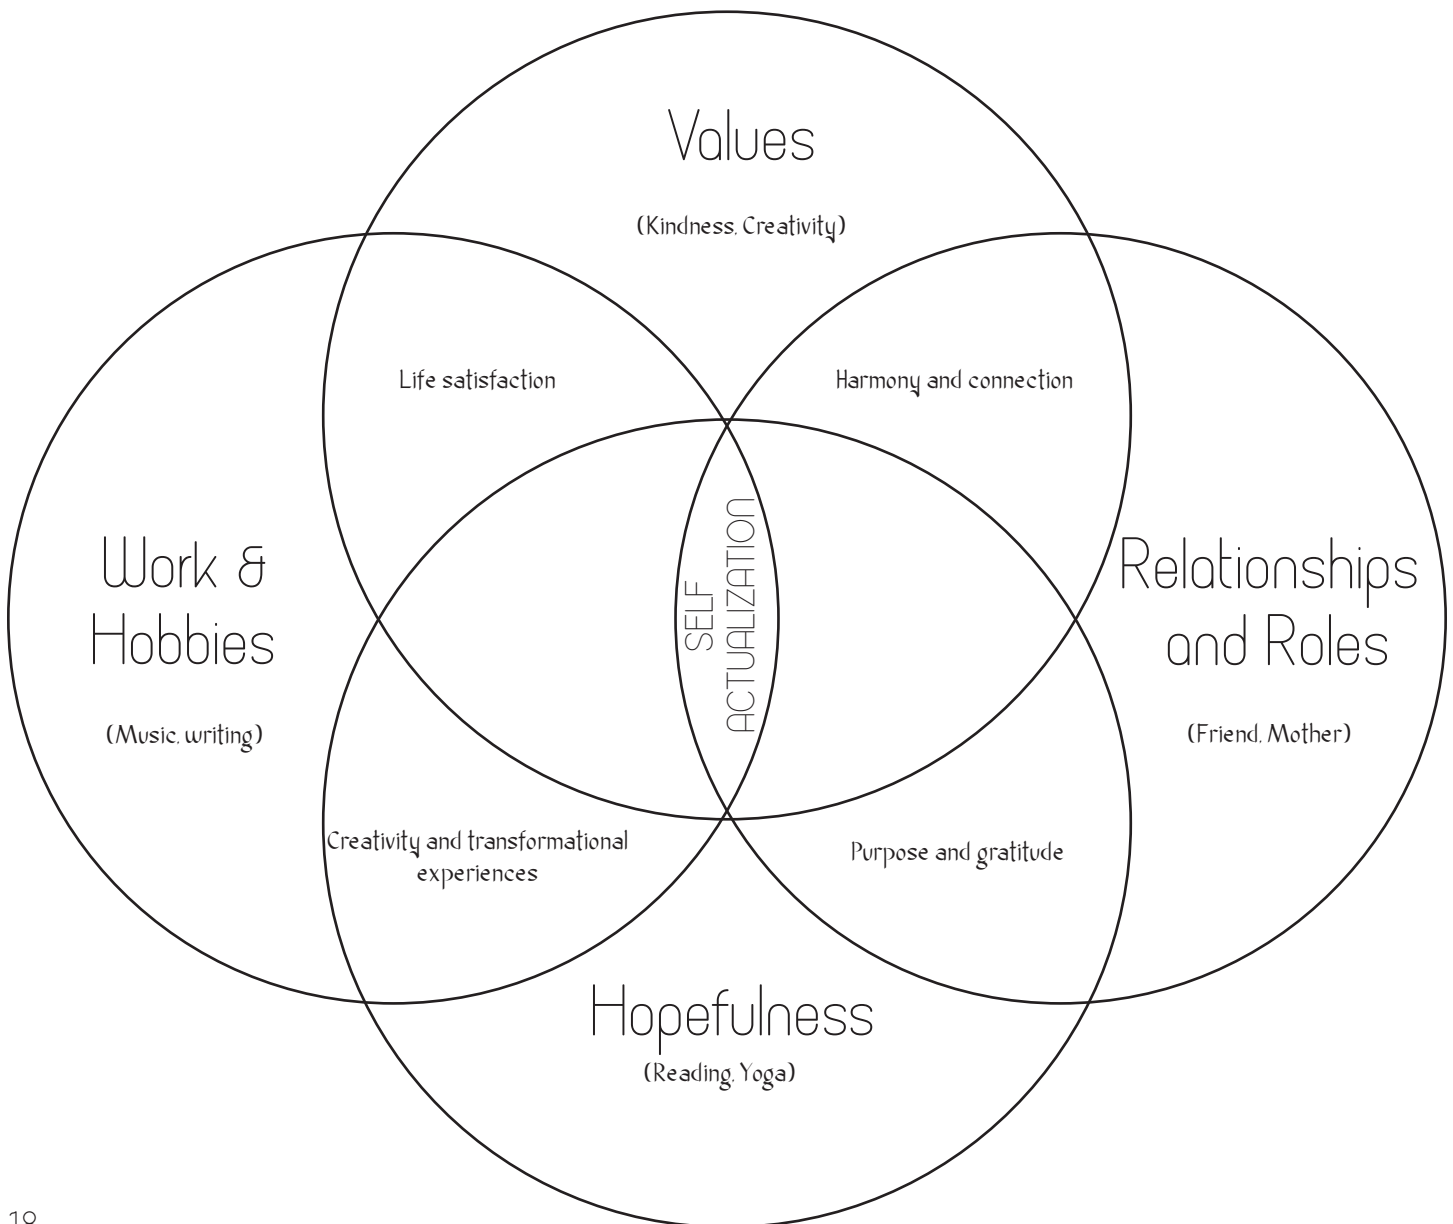 Values
(Kindness, Creativity)
Life satisfaction
Harmony and connection
SELF
ACTUALIZATION
Work &
Hobbies
(Music, writing)
Relationships
and Roles
(Friend, Mother)
Creativity and transformational
experiences
Purpose and gratitude
Hopefulness
(Reading, Yoga)